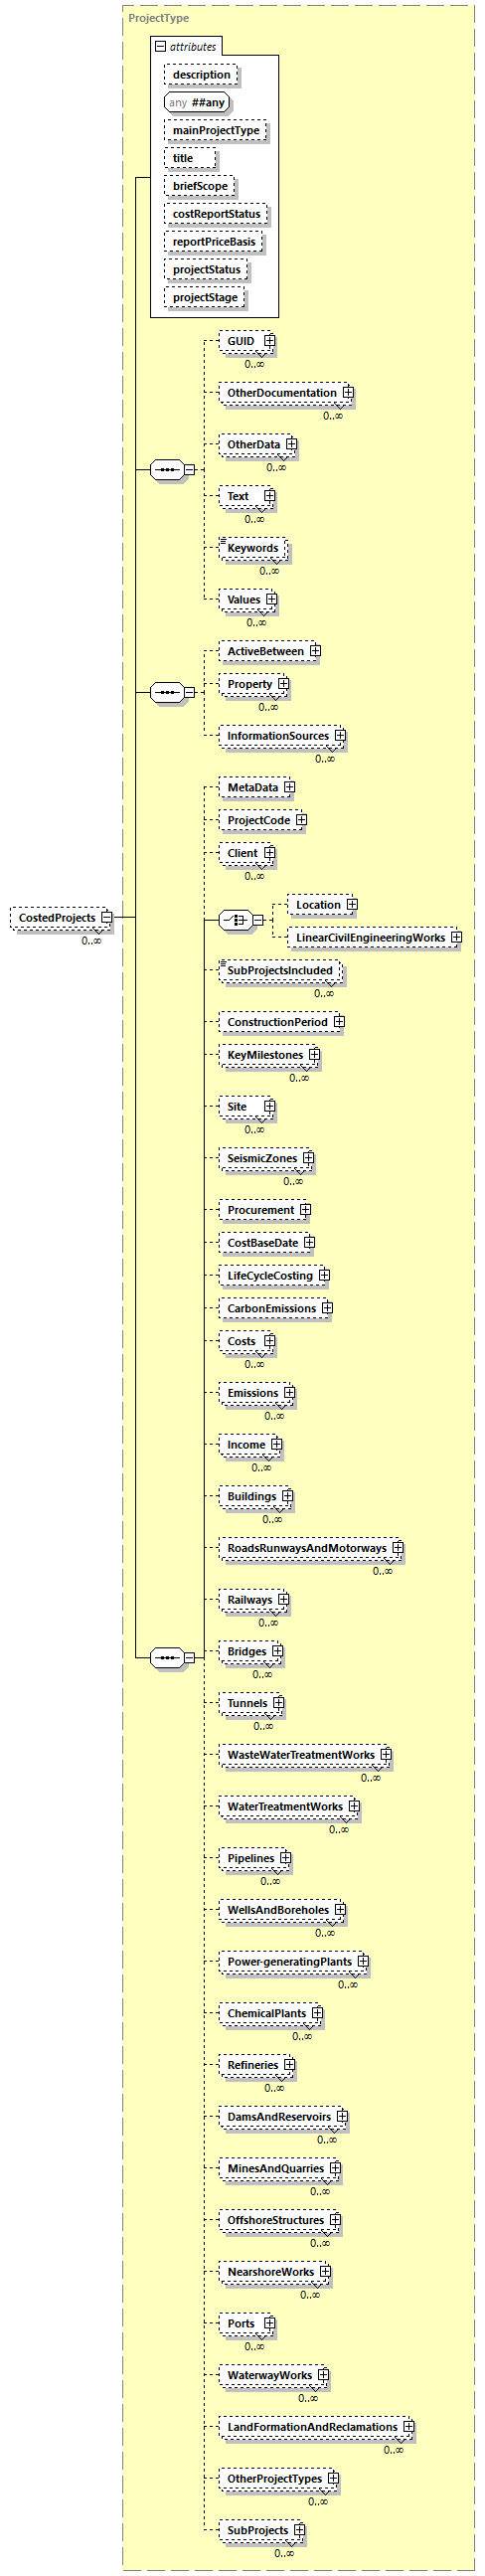 ProjectType
attributes
description
any ##any
mainProjectType
title
briefScope
costReportStatus
reportPriceBasis
projectStatus
projectStage
GUID
0..∞
OtherDocumentation
0..∞
OtherData
0..∞
Text
0..∞
Keywords
0..∞
Values
0..∞
ActiveBetween
Property
0..∞
InformationSources
0..∞
MetaData
ProjectCode
Client
0..∞
Location
CostedProjects
0..∞
LinearCivilEngineeringWorks
SubProjectsIncluded
0..∞
ConstructionPeriod
KeyMilestones
0..∞
Site
0..∞
SeismicZones
0..∞
Procurement
CostBaseDate
LifeCycleCosting
CarbonEmissions
Costs
0..∞
Emissions
0..∞
Income
0..∞
Buildings
0..∞
RoadsRunwaysAndMotorways
0..∞
Railways
0..∞
Bridges
0..∞
Tunnels
0..∞
WasteWaterTreatmentWorks
0..∞
WaterTreatmentWorks
0..∞
Pipelines
0..∞
WellsAndBoreholes
0..∞
Power-generatingPlants
0..∞
ChemicalPlants
0..∞
Refineries
0..∞
DamsAndReservoirs
0..∞
MinesAndQuarries
0..∞
OffshoreStructures
0..∞
NearshoreWorks
0..∞
Ports
0..∞
WaterwayWorks
0..∞
LandFormationAndReclamations
0..∞
OtherProjectTypes
0..∞
SubProjects
0..∞